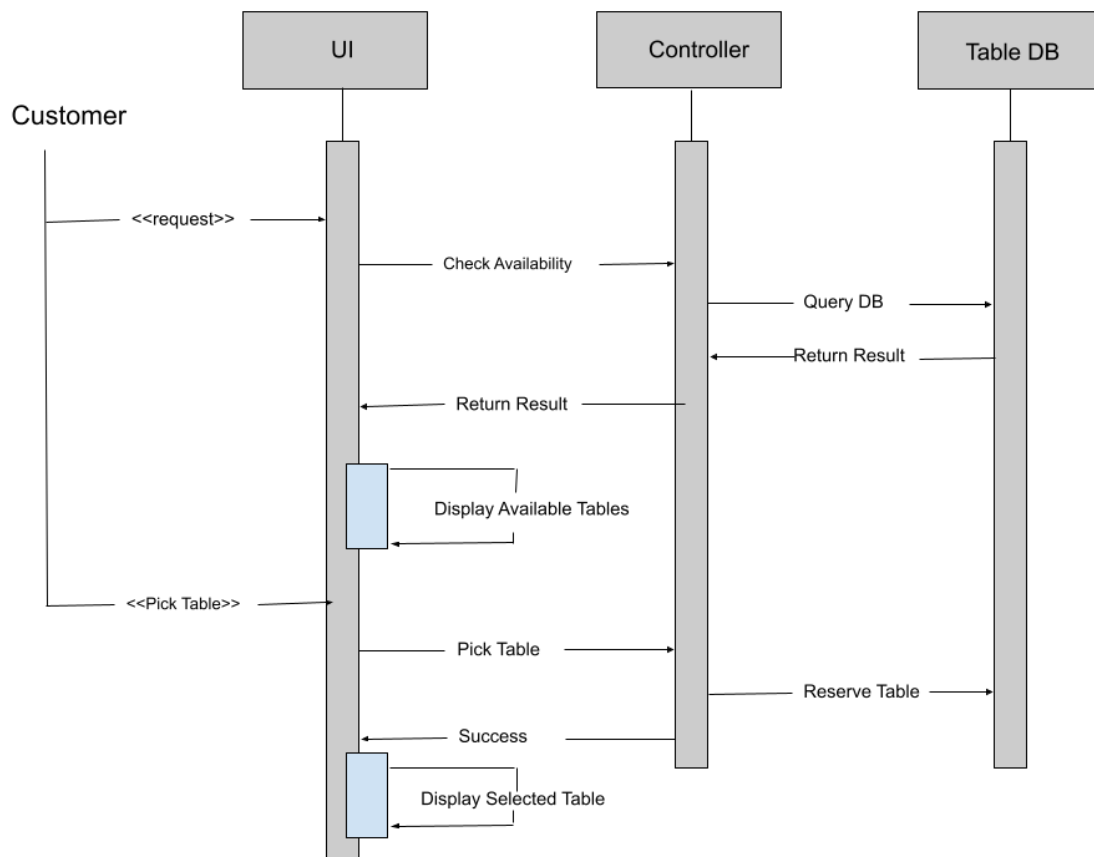 UI
Controller
Table DB
Customer
<<request>>
Check Availability
Query DB
Return Result
Return Result
Display Available Tables
<<Pick Table>>
Pick Table
Reserve Table
Success
Display Selected Table